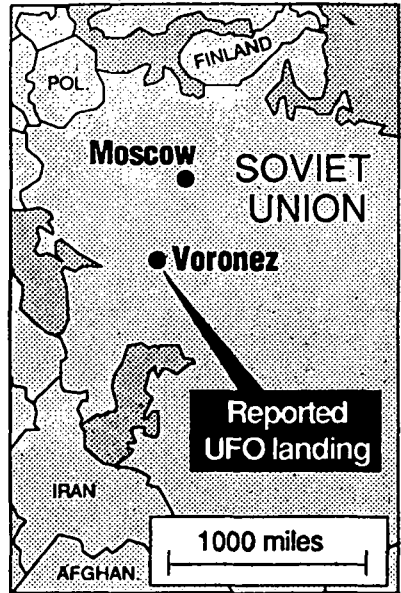 FINLAND
POL.
Moscow
SOVIET
UNION
Voronez
Reported
UFO landing
IRAN
1000 miles
AFGHAN.